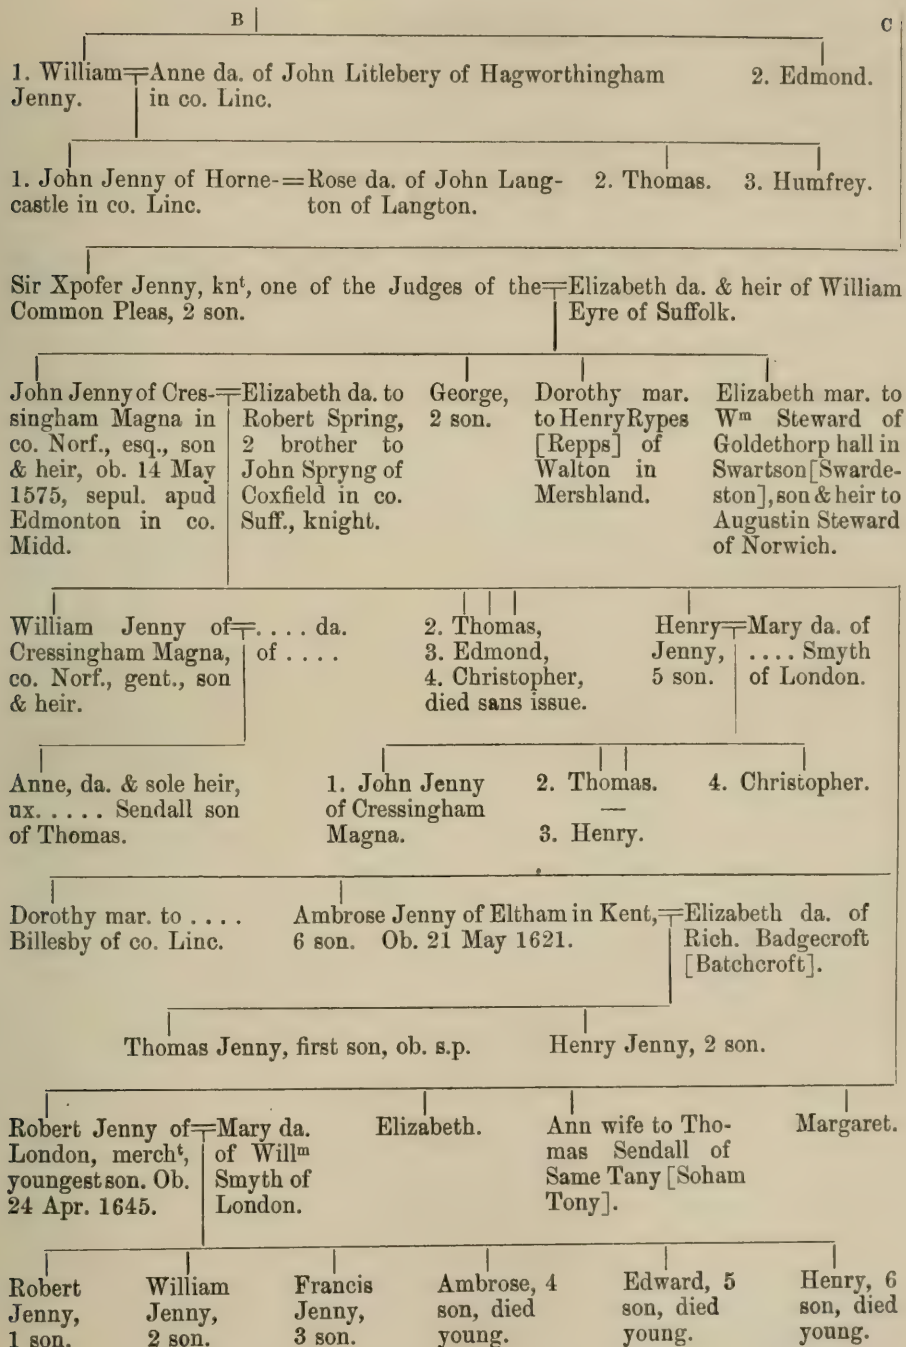 B
C
1. William=Anne da. of John Litlebery of Hagworthingham
Jenny.
in co. Linc.
2. Edmond.
1. John Jenny of Horne-=Rose da. of John Lang-
castle in co. Linc.
ton of Langton.
2. Thomas.
3. Humfrey.
Sir Xpofer Jenny, knᵗ, one of the Judges of the=Elizabeth da. & heir of William
Common Pleas, 2 son.
Eyre of Suffolk.
John Jenny of Cres-=
singham Magna in
co. Norf., esq., son
& heir, ob. 14 May
1575, sepul. apud
Edmonton in co.
Midd.
Elizabeth da. to
Robert Spring,
2 brother to
John Spryng of
Coxfield in co.
Suff., knight.
George,
2 son.
Dorothy mar.
to Henry Rypes
[Repps] of
Walton in
Mershland.
Elizabeth mar. to
Wᵐ Steward of
Goldethorp hall in
Swartson [Swarde-
ston], son & heir to
Augustin Steward
of Norwich.
William Jenny of=
Cressingham Magna,
co. Norf., gent., son
& heir.
. . . . da.
of . . . .
2. Thomas,
3. Edmond,
4. Christopher,
died sans issue.
Henry=
Jenny,
5 son.
Mary da. of
. . . . Smyth
of London.
Anne, da. & sole heir,
ux. . . . . Sendall son
of Thomas.
1. John Jenny
of Cressingham
Magna.
2. Thomas.
—
3. Henry.
4. Christopher.
Dorothy mar. to . . . .
Billesby of co. Linc.
Ambrose Jenny of Eltham in Kent,=
6 son. Ob. 21 May 1621.
Elizabeth da. of
Rich. Badgecroft
[Batchcroft].
Thomas Jenny, first son, ob. s.p.
Henry Jenny, 2 son.
Robert Jenny of=
London, merchᵗ,
youngest son. Ob.
24 Apr. 1645.
Mary da.
of Willᵐ
Smyth of
London.
Elizabeth.
Ann wife to Tho-
mas Sendall of
Same Tany [Soham
Tony].
Margaret.
Robert
Jenny,
1 son.
William
Jenny,
2 son.
Francis
Jenny,
3 son.
Ambrose, 4
son, died
young.
Edward, 5
son, died
young.
Henry, 6
son, died
young.